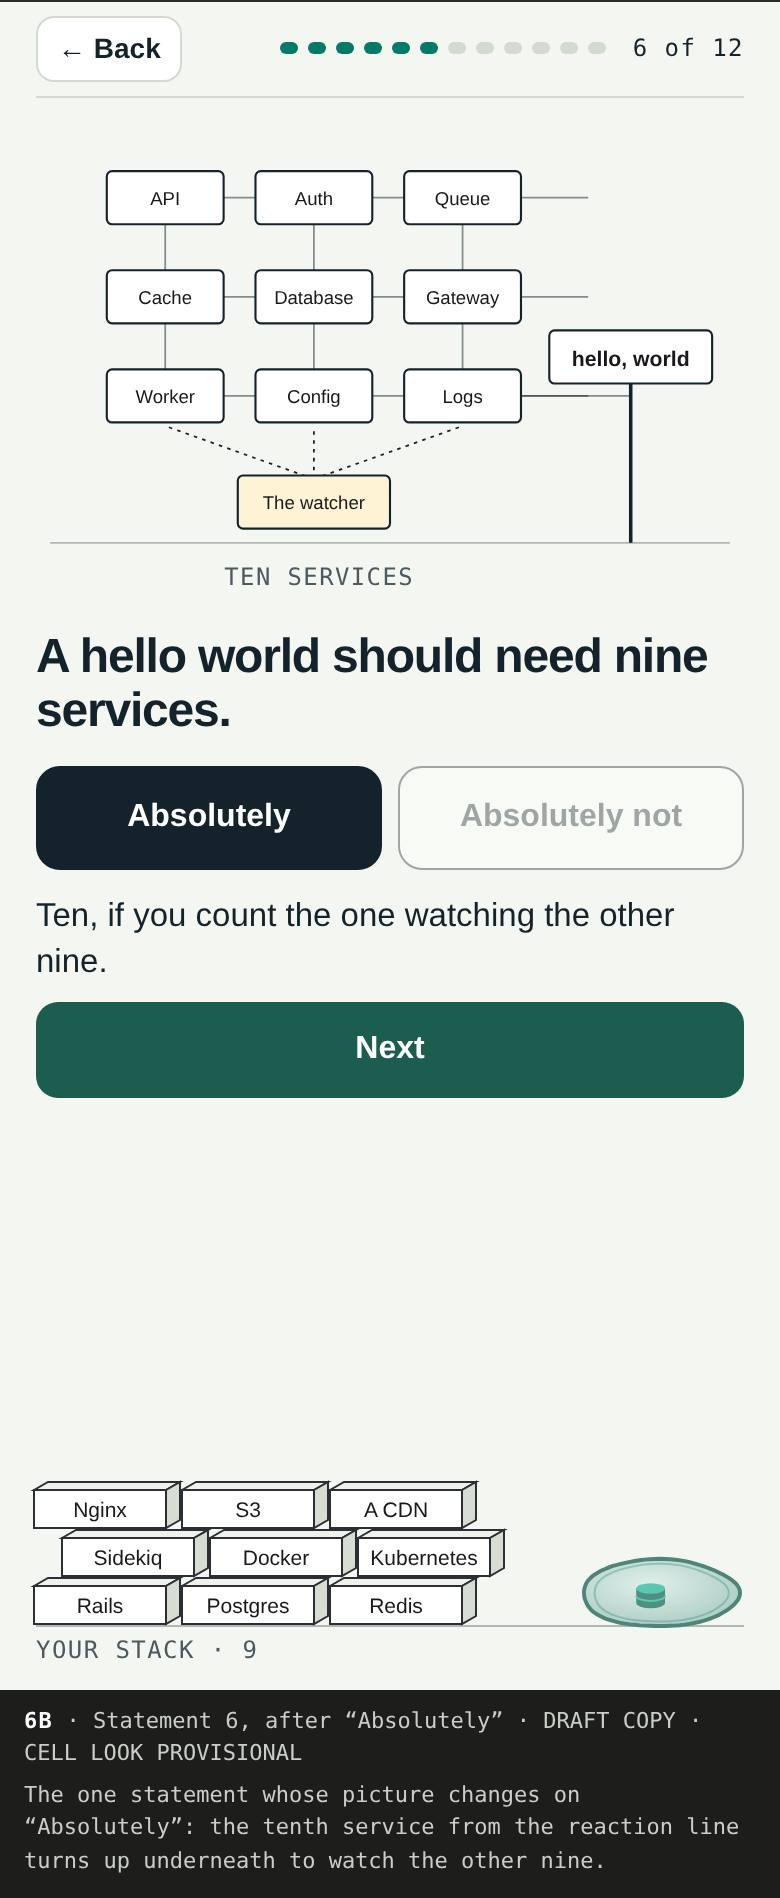 ← Back
6 of 12
API
Auth
Queue
Cache
Database
Gateway
hello, world
Worker
Config
Logs
The watcher
TEN SERVICES
A hello world should need nine
services.
Absolutely
Absolutely not
Ten, if you count the one watching the other
nine.
Next
Nginx
S3
A CDN
Sidekiq
Docker
Kubernetes
Rails
Postgres
Redis
YOUR STACK · 9
6B · Statement 6, after “Absolutely” · DRAFT COPY ·
CELL LOOK PROVISIONAL
The one statement whose picture changes on
“Absolutely”: the tenth service from the reaction line
turns up underneath to watch the other nine.